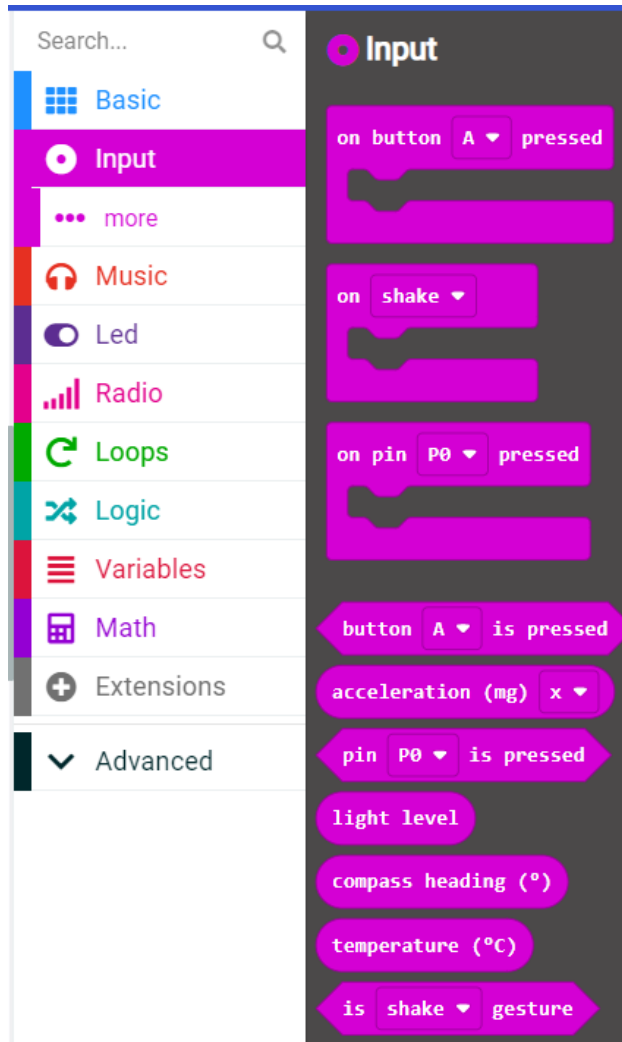 Search...
Basic
Input
more
Music
Led
Radio
Loops
Logic
Variables
Math
Extensions
Advanced
Input
on button A pressed
on shake
on pin P0 pressed
button A is pressed
acceleration (mg) x
pin P0 is pressed
light level
compass heading (°)
temperature (°C)
is shake gesture